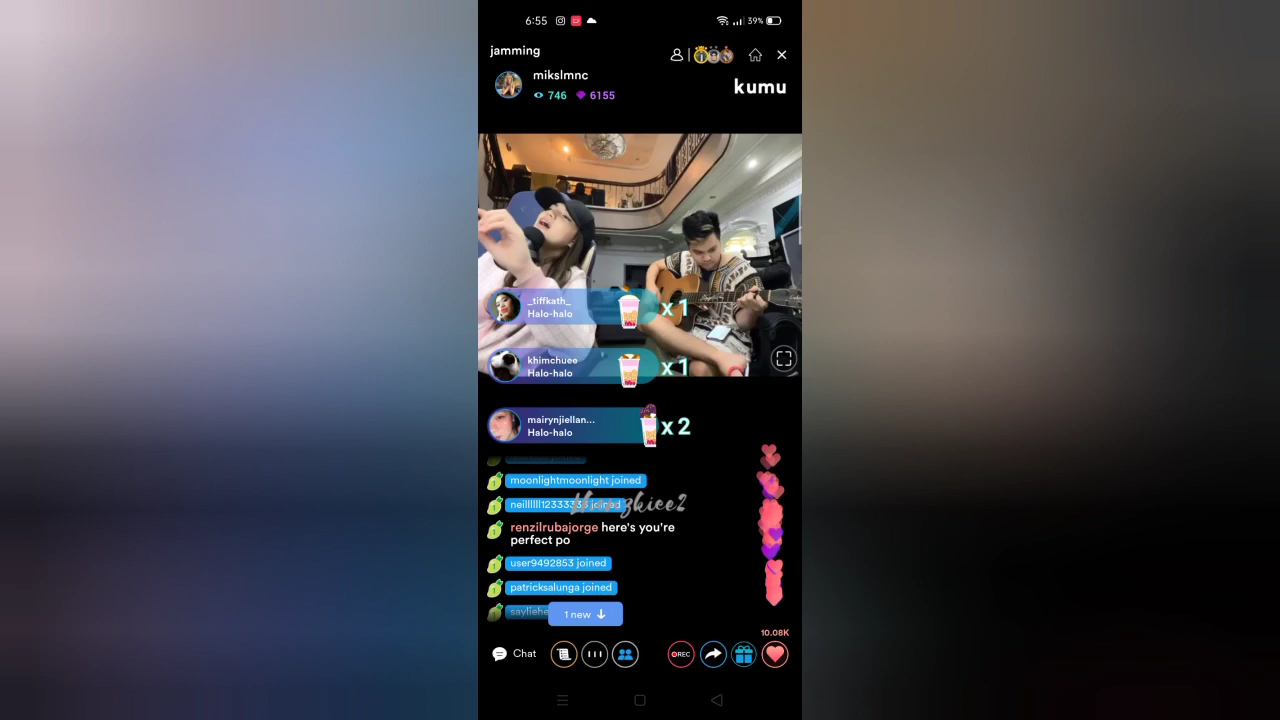 6:55
39%
jamming
mikslmnc
746 6155
kumu
_tiffkath_
Halo-halo
x 1
khimchuee
Halo-halo
x 1
mairynjiellan...
Halo-halo
x 2
moonlightmoonlight joined
joined
renzilrubajorge here's you're
perfect po
user9492853 joined
patricksalunga joined
1 new
10.08K
Chat
REC